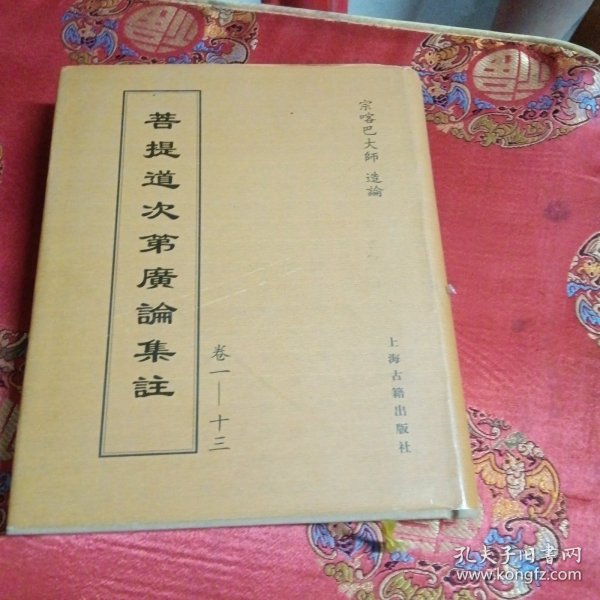 宗喀巴大師 造論
菩提道次第廣論集註
卷一——十三
上海古籍出版社
孔夫子旧书网
www.kongfz.com